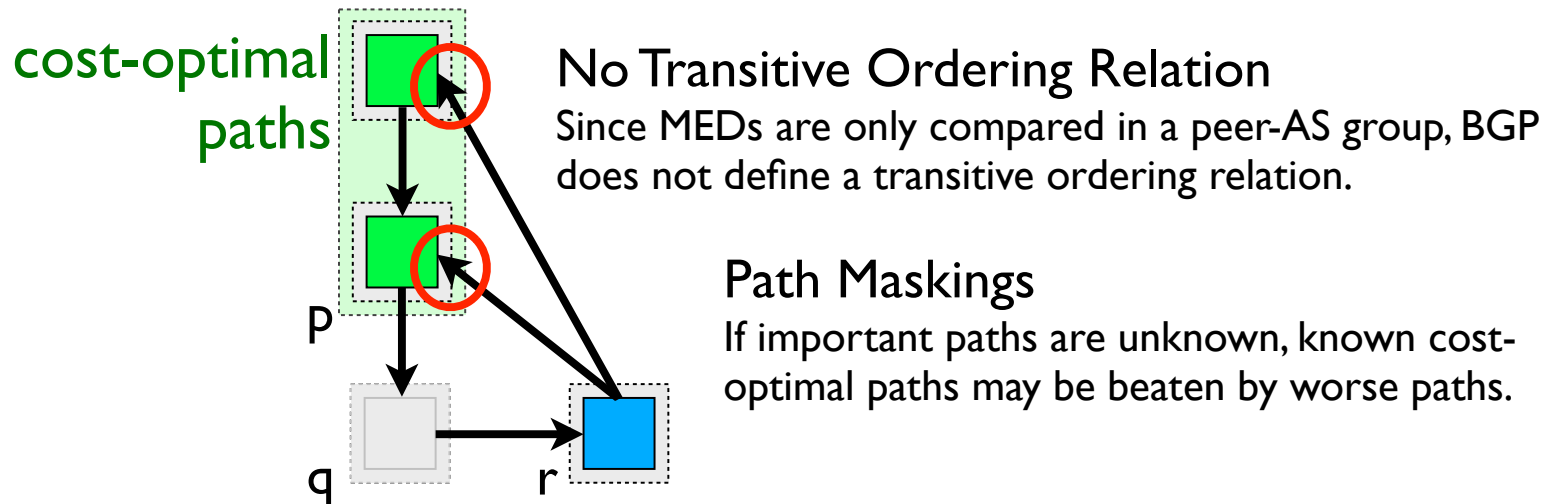 cost-optimal
paths
No Transitive Ordering Relation
Since MEDs are only compared in a peer-AS group, BGP
does not define a transitive ordering relation.
Path Maskings
If important paths are unknown, known cost-
optimal paths may be beaten by worse paths.
p
q
r